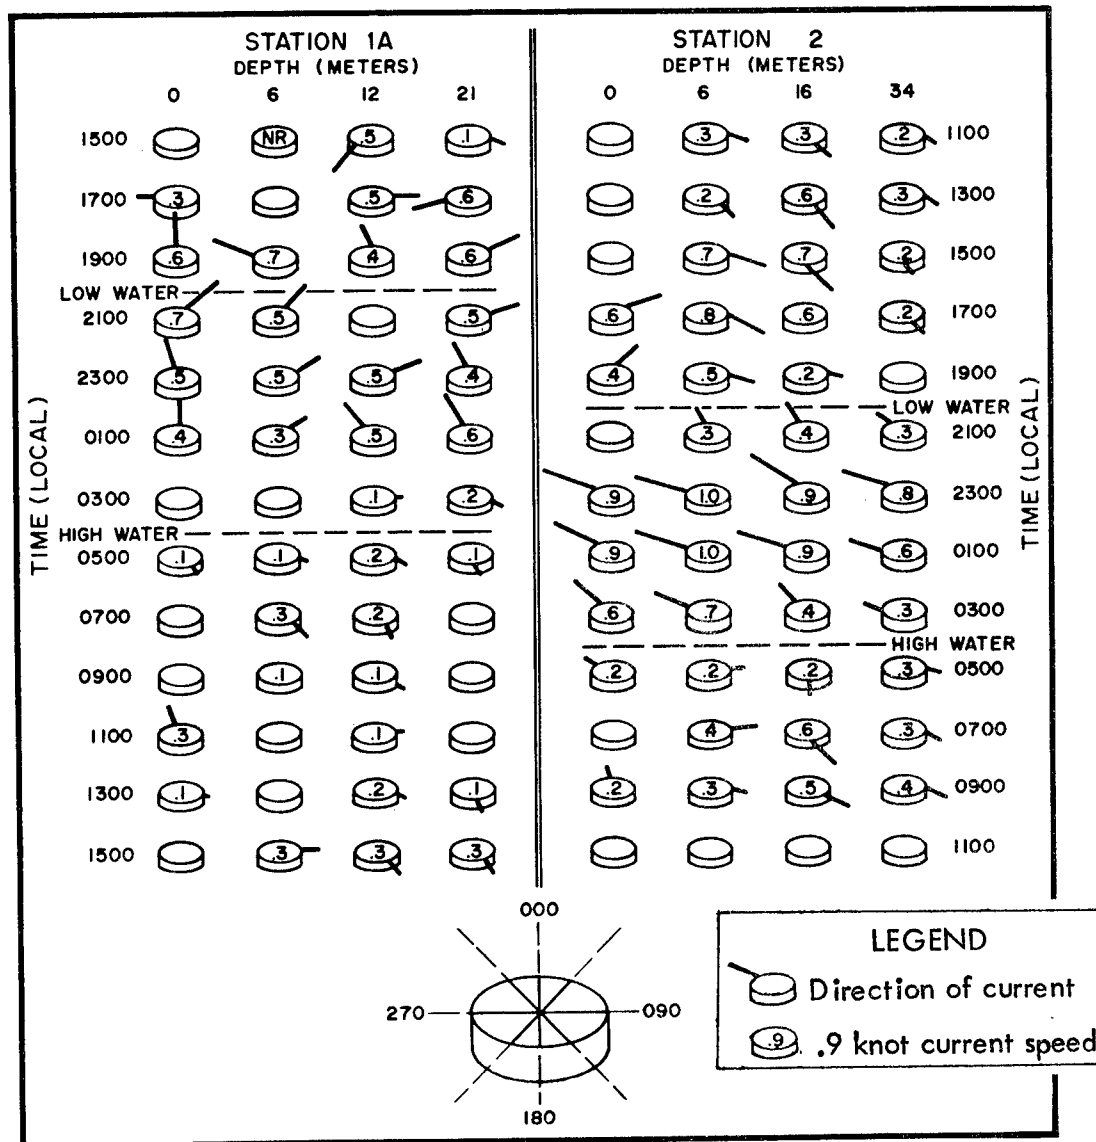 STATION 1A STATION 2
DEPTH (METERS) DEPTH (METERS)
0 6 12 21 0 6 16 34
1500 NR .5 .1 .3 .3 .2 1100
1700 .3 .5 .6 .2 .6 .3 1300
1900 .6 .7 .4 .6 .7 .7 .2 1500
LOW WATER
2100 .7 .5 .5 .6 .8 .6 .2 1700
2300 .5 .5 .5 .4 .4 .5 .2 1900
LOW WATER
0100 .4 .3 .5 .6 .3 .4 .3 2100
0300 .1 .2 .9 1.0 .9 .8 2300
HIGH WATER
0500 .1 .1 .2 .1 .9 1.0 .9 .6 0100
0700 .3 .2 .6 .7 .4 .3 0300
HIGH WATER
0900 .1 .1 .2 .2 .2 .3 0500
1100 .3 .1 .4 .6 .3 0700
1300 .1 .2 .1 .2 .3 .5 .4 0900
1500 .3 .3 .3 1100
TIME (LOCAL)
TIME (LOCAL)
000
270 090
180
LEGEND
Direction of current
.9 .9 knot current speed